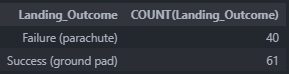 Landing_Outcome COUNT(Landing_Outcome)
Failure (parachute) 40
Success (ground pad) 61